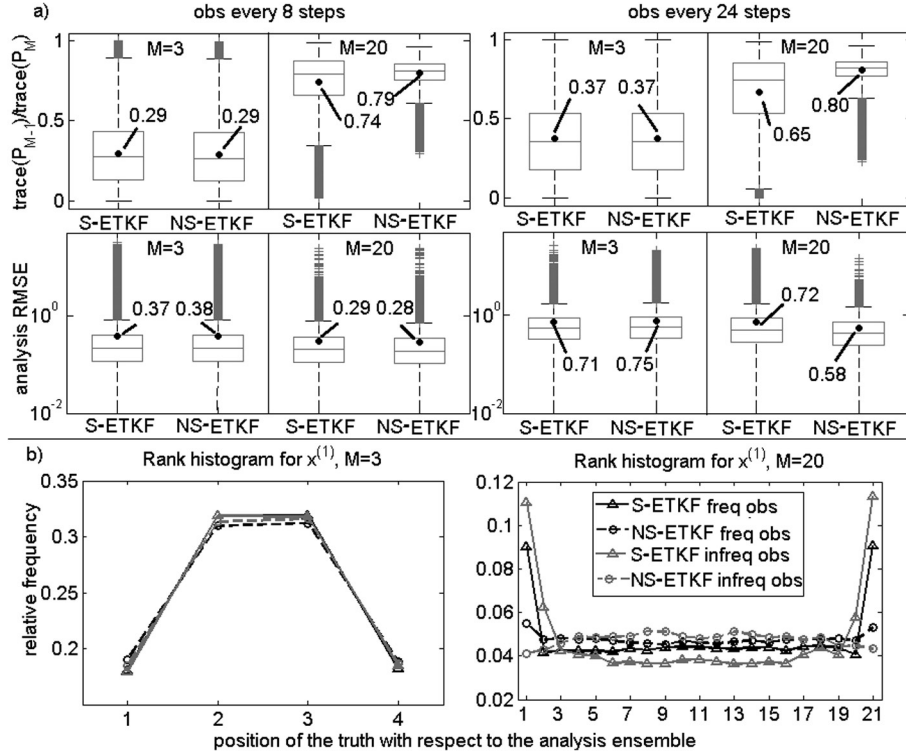 a)
obs every 8 steps
obs every 24 steps
trace(P_{M-1})/trace(P_M)
1
0.5
0
M=3
0.29
0.29
M=20
0.74
0.79
S-ETKF NS-ETKF S-ETKF NS-ETKF
1
0.5
0
M=3
0.37
0.37
M=20
0.65
0.80
S-ETKF NS-ETKF S-ETKF NS-ETKF
analysis RMSE
10^0
10^-2
M=3
0.37 0.38
M=20
0.29 0.28
S-ETKF NS-ETKF S-ETKF NS-ETKF
10^0
10^-2
M=3
0.71
0.75
M=20
0.72
0.58
S-ETKF NS-ETKF S-ETKF NS-ETKF
b)
Rank histogram for x^(1), M=3
relative frequency
0.35
0.3
0.25
0.2
1 2 3 4
Rank histogram for x^(1), M=20
0.12
0.1
0.08
0.06
0.04
0.02
S-ETKF freq obs
NS-ETKF freq obs
S-ETKF infreq obs
NS-ETKF infreq obs
1 3 5 7 9 11 13 15 17 19 21
position of the truth with respect to the analysis ensemble